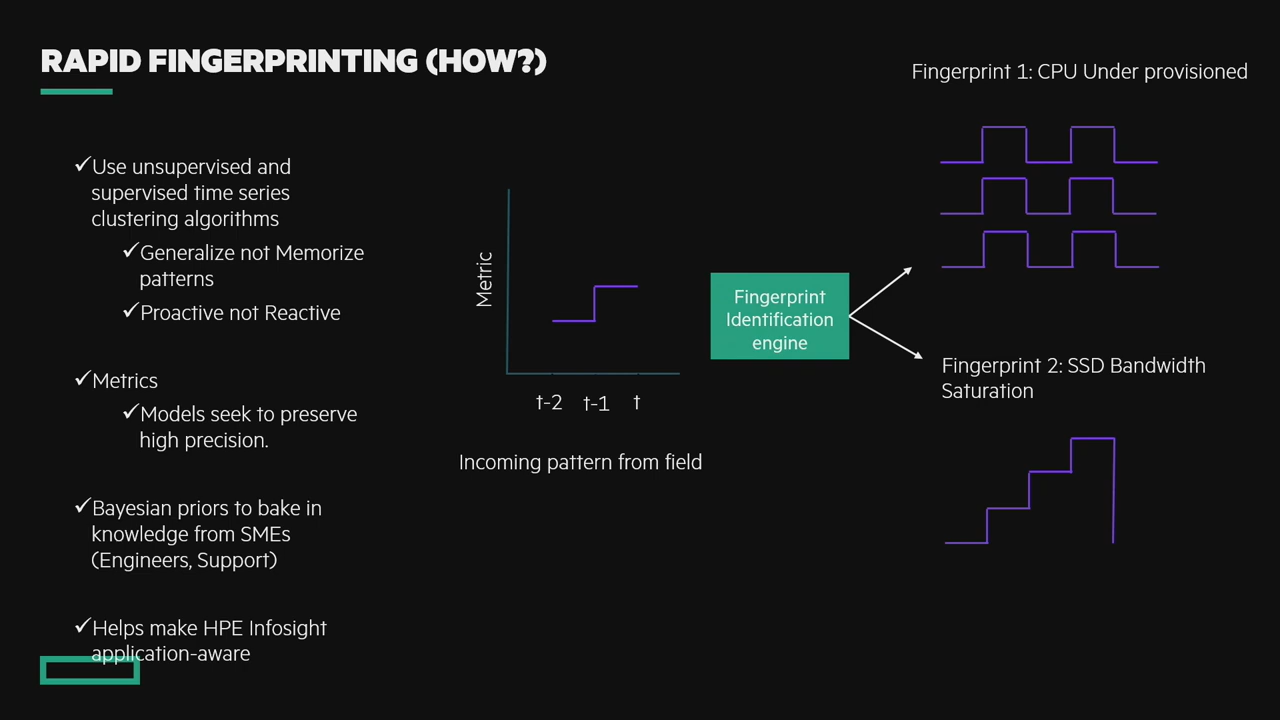 RAPID FINGERPRINTING (HOW?)
✓Use unsupervised and
supervised time series
clustering algorithms
✓Generalize not Memorize
patterns
✓Proactive not Reactive
✓Metrics
✓Models seek to preserve
high precision.
✓Bayesian priors to bake in
knowledge from SMEs
(Engineers, Support)
✓Helps make HPE Infosight
application-aware
Metric
t-2 t-1 t
Incoming pattern from field
Fingerprint
Identification
engine
Fingerprint 1: CPU Under provisioned
Fingerprint 2: SSD Bandwidth
Saturation